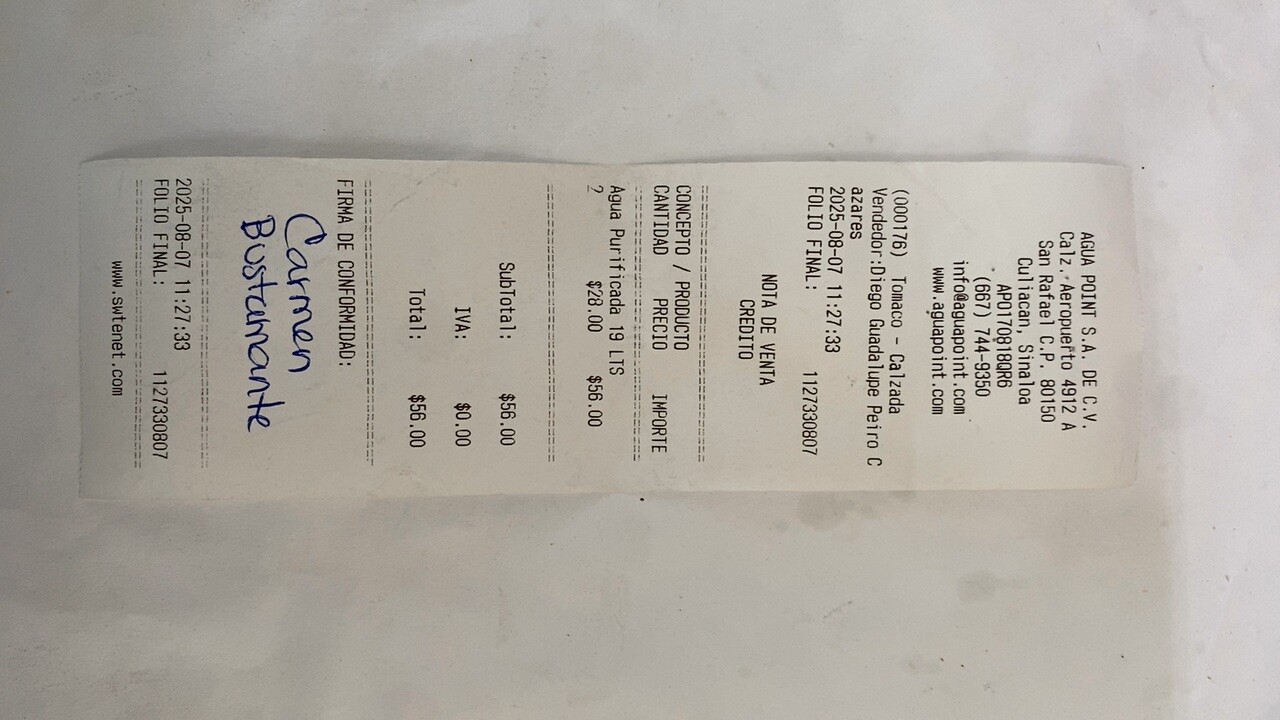 AGUA POINT S.A. DE C.V.
Calz. Aeropuerto 4912 A
San Rafael C.P. 80150
Culiacan, Sinaloa
APO170818QR6
(667) 744-9350
info@aguapoint.com
www.aguapoint.com
(000176) Tomaco - Calzada
Vendedor:Diego Guadalupe Peiro C
azares
2025-08-07 11:27:33
FOLIO FINAL: 1127330807
NOTA DE VENTA
CREDITO
CONCEPTO / PRODUCTO
CANTIDAD PRECIO IMPORTE
Agua Purificada 19 LTS
2 $28.00 $56.00
SubTotal: $56.00
IVA: $0.00
Total: $56.00
FIRMA DE CONFORMIDAD:
Carmen
Bustamante
2025-08-07 11:27:33
FOLIO FINAL: 1127330807
www.swtenet.com